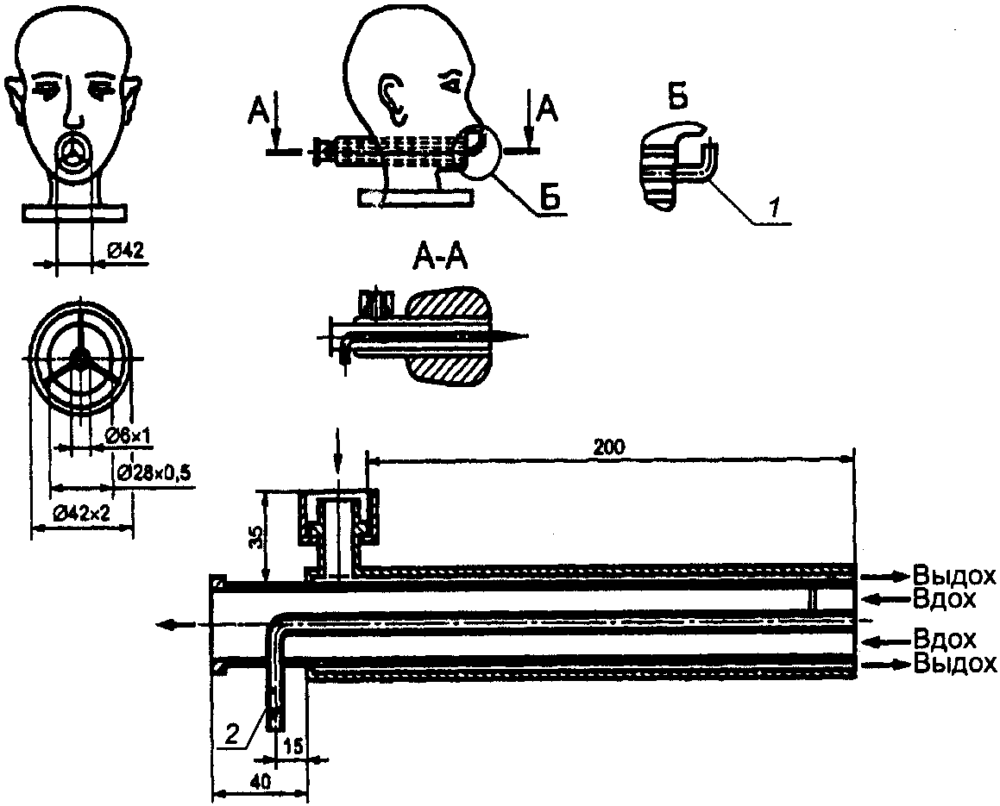 А
А
Б
Б
1
Ø42
А-А
Ø6×1
Ø28×0,5
Ø42×2
200
35
Выдох
Вдох
Вдох
Выдох
2
15
40